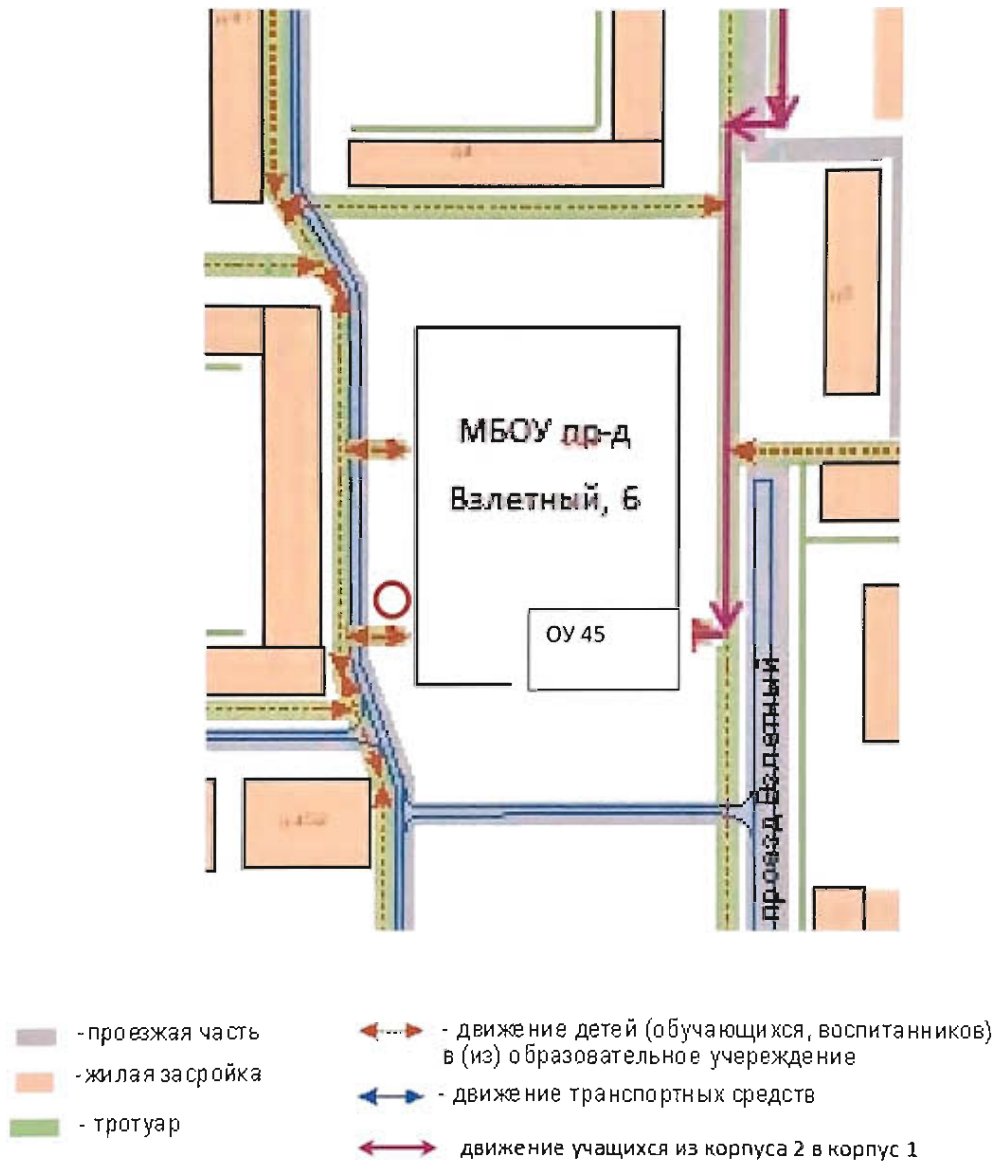 МБОУ пр-д
Взлетный, 6
ОУ 45
проезд Взлетный
-проезжая часть
-жилая засройка
- тротуар
- движение детей (обучающихся, воспитанников)
в (из) образовательное учереждение
- движение транспортных средств
движение учащихся из корпуса 2 в корпус 1